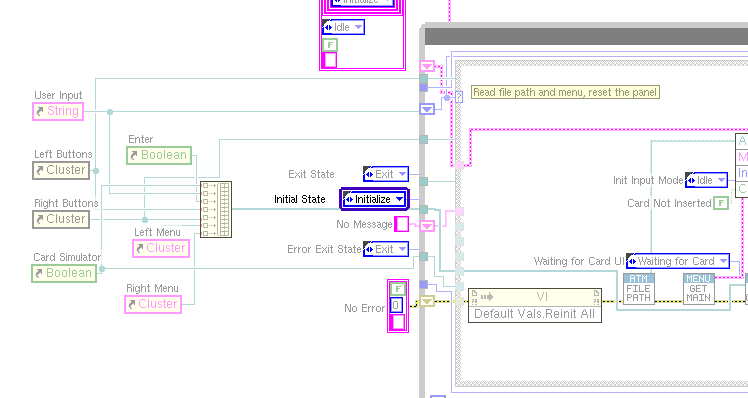 Initialize
Idle
F
Read file path and menu, reset the panel
?
User Input
String
Enter
Boolean
Left Buttons
Cluster
Exit State
Exit
Init Input Mode
Idle
Initial State
Initialize
Right Buttons
Cluster
Card Not Inserted
F
No Message
Left Menu
Cluster
Error Exit State
Exit
Card Simulator
Boolean
Waiting for Card UI
Waiting for Card
Right Menu
Cluster
F
No Error
0
VI
Default Vals.Reinit All
ATM
FILE
PATH
MENU
GET
MAIN
A
M
In
C